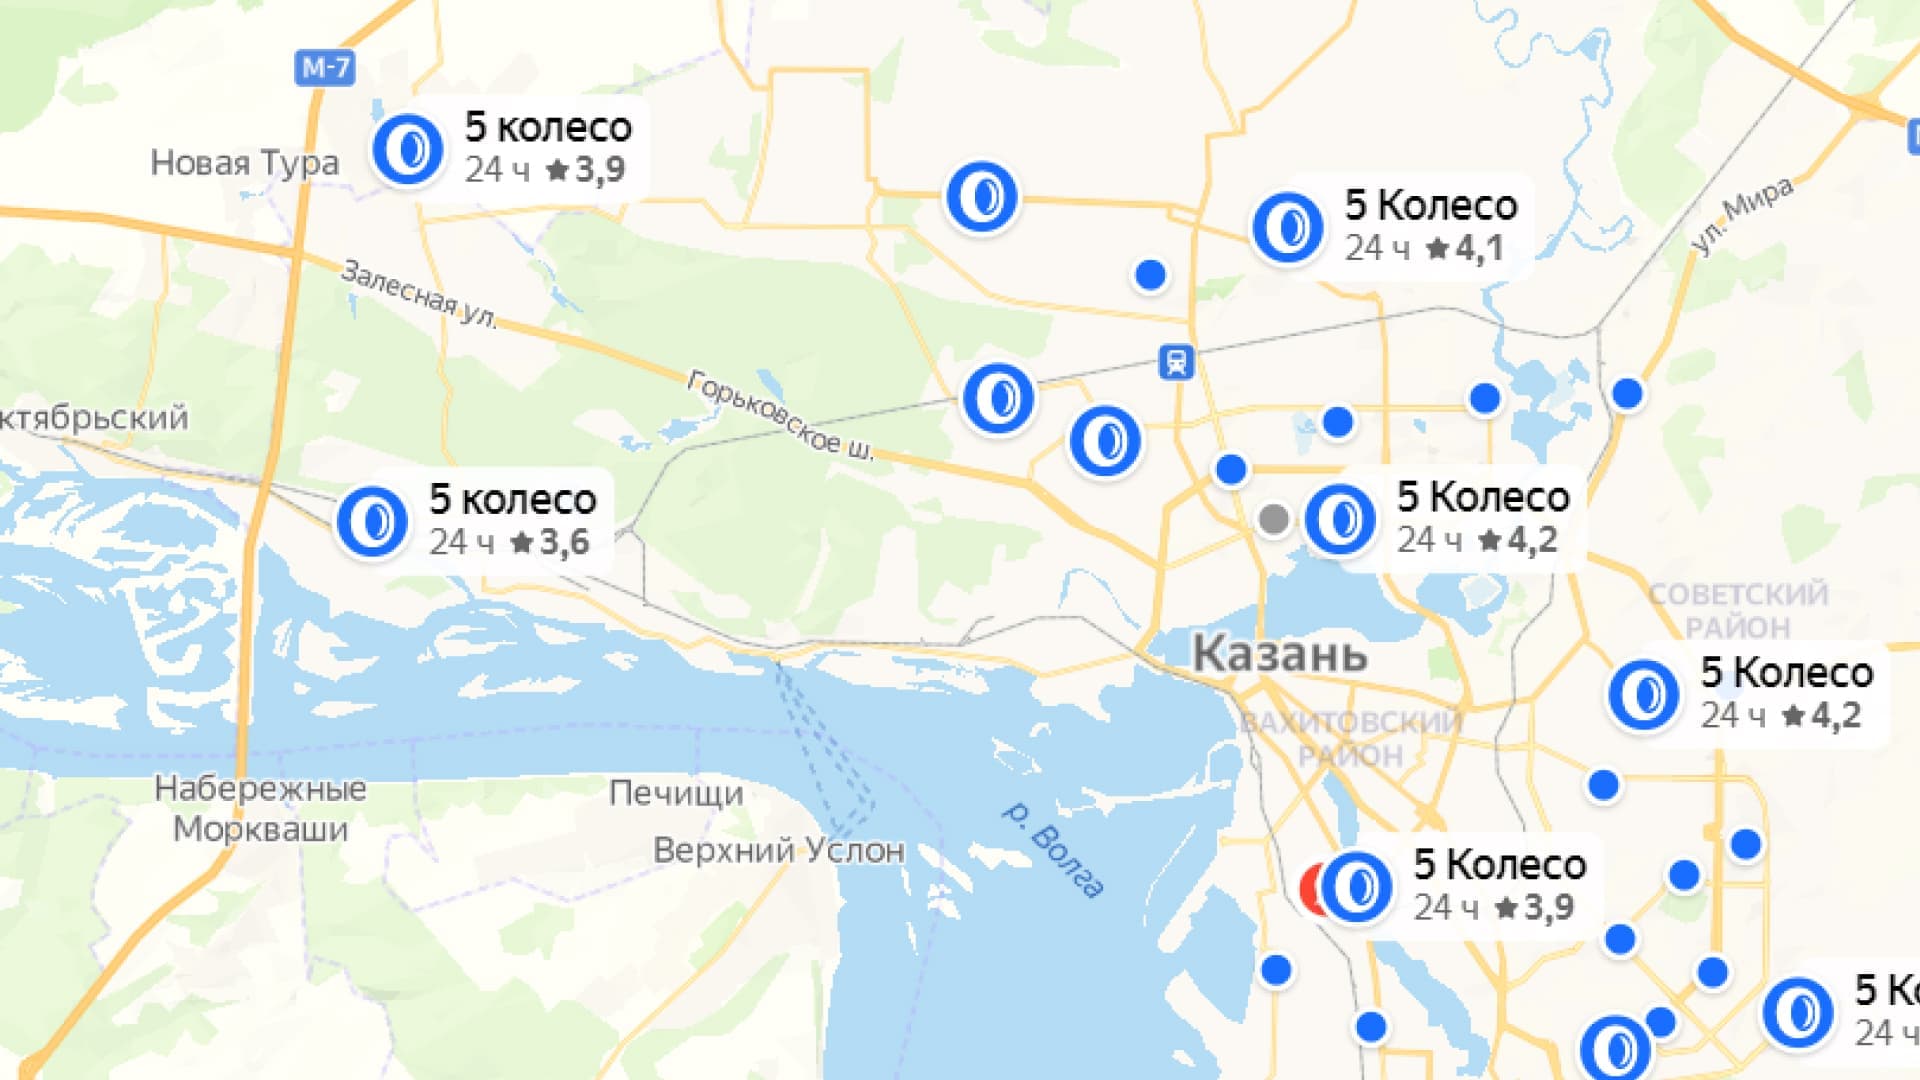 М-7
5 колесо
24 ч ★3,9
Новая Тура
5 Колесо
24 ч ★4,1
ул. Мира
Залесная ул.
Горьковское ш.
ктябрьский
5 колесо
24 ч ★3,6
5 Колесо
24 ч ★4,2
СОВЕТСКИЙ
РАЙОН
Казань
5 Колесо
24 ч ★4,2
ВАХИТОВСКИЙ
РАЙОН
Набережные
Моркваши
Печищи
Верхний Услон
р. Волга
5 Колесо
24 ч ★3,9
5 Ко
24 ч